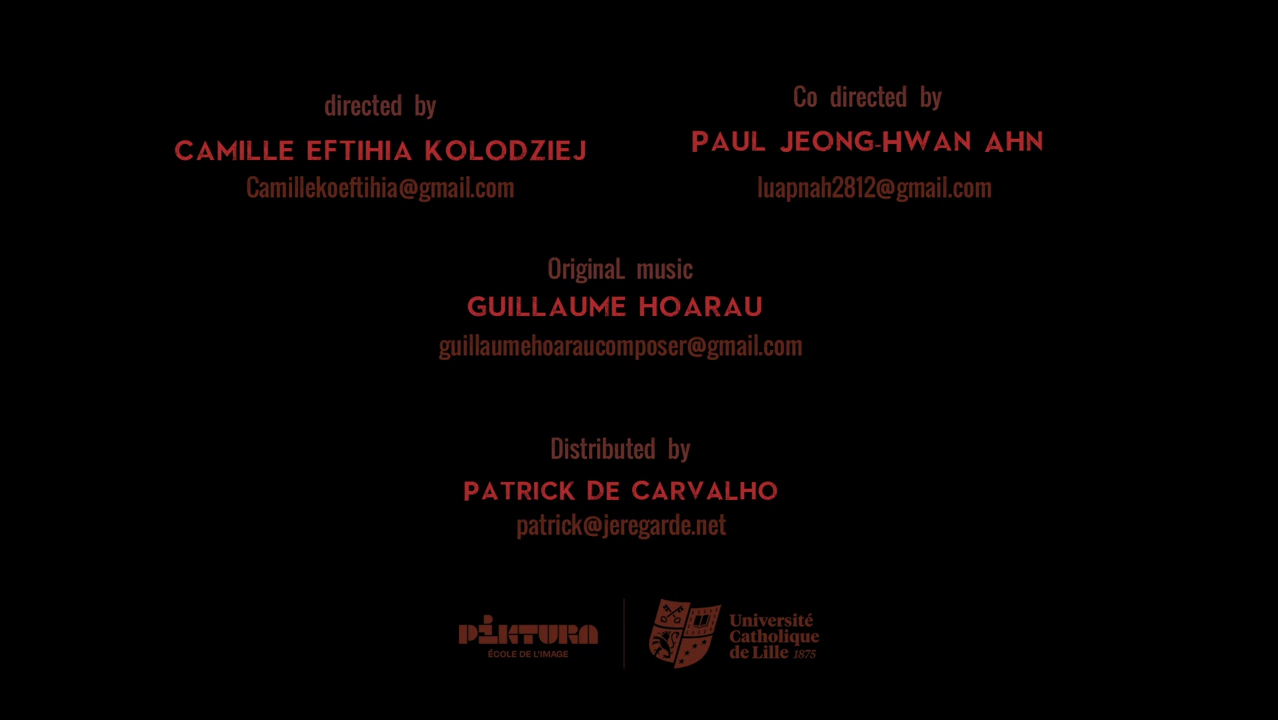 directed by
CAMILLE EFTIHIA KOLODZIEJ
Camillekoeftihia@gmail.com
Co directed by
PAUL JEONG-HWAN AHN
luapnah2812@gmail.com
OriginaL music
GUILLAUME HOARAU
guillaumehoaraucomposer@gmail.com
Distributed by
PATRICK DE CARVALHO
patrick@jeregarde.net
PiKTURA
ÉCOLE DE L'IMAGE
Université
Catholique
de Lille 1875